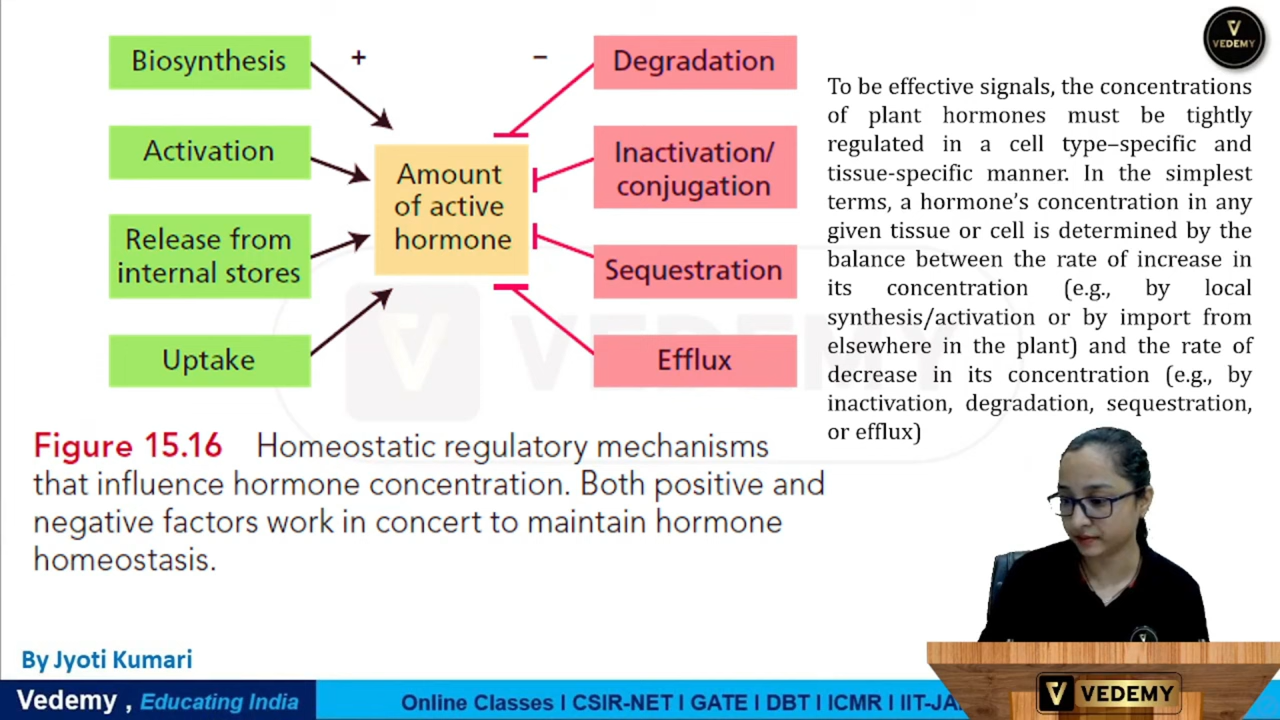 Biosynthesis
+
−
Degradation
Activation
Inactivation/
conjugation
Amount
of active
hormone
Release from
internal stores
Sequestration
Uptake
Efflux
VEDEMY
To be effective signals, the concentrations
of plant hormones must be tightly
regulated in a cell type–specific and
tissue-specific manner. In the simplest
terms, a hormone’s concentration in any
given tissue or cell is determined by the
balance between the rate of increase in
its concentration (e.g., by local
synthesis/activation or by import from
elsewhere in the plant) and the rate of
decrease in its concentration (e.g., by
inactivation, degradation, sequestration,
or efflux)
VEDEMY
Figure 15.16 Homeostatic regulatory mechanisms
that influence hormone concentration. Both positive and
negative factors work in concert to maintain hormone
homeostasis.
By Jyoti Kumari
Vedemy , Educating India
Online Classes I CSIR-NET I GATE I DBT I ICMR I IIT-JA
VEDEMY